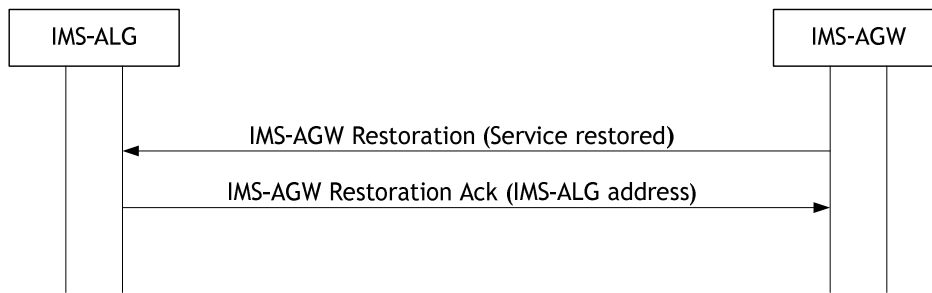 IMS-ALG
IMS-AGW
IMS-AGW Restoration (Service restored)
IMS-AGW Restoration Ack (IMS-ALG address)